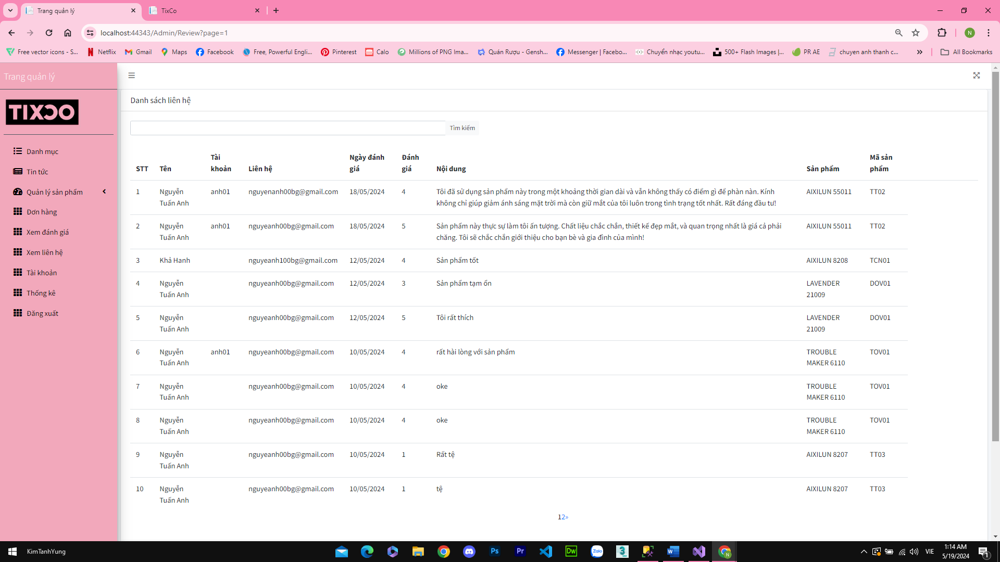 Trang quản lý
TixCo
localhost:44343/Admin/Review?page=1
N
Free vector icons - S...
Netflix
Gmail
Maps
Facebook
Free, Powerful Engli...
Pinterest
Calo
Millions of PNG Ima...
Quán Rượu - Gensh...
Messenger | Facebo...
Chuyển nhạc youtu...
500+ Flash Images |...
PR AE
chuyen anh thanh c...
All Bookmarks
Trang quản lý
TIXCO
Danh mục
Tin tức
Quản lý sản phẩm
Đơn hàng
Xem đánh giá
Xem liên hệ
Tài khoản
Thống kê
Đăng xuất
Danh sách liên hệ
Tìm kiếm
STT Tên Tài khoản Liên hệ Ngày đánh giá Đánh giá Nội dung Sản phẩm Mã sản phẩm
1 Nguyễn Tuấn Anh anh01 nguyenanh00bg@gmail.com 18/05/2024 4 Tôi đã sử dụng sản phẩm này trong một khoảng thời gian dài và vẫn không thấy có điểm gì để phàn nàn. Kính
không chỉ giúp giảm ánh sáng mặt trời mà còn giữ mắt của tôi luôn trong tình trạng tốt nhất. Rất đáng đầu tư! AIXILUN 55011 TT02
2 Nguyễn Tuấn Anh anh01 nguyeanh00bg@gmail.com 18/05/2024 5 Sản phẩm này thực sự làm tôi ấn tượng. Chất liệu chắc chắn, thiết kế đẹp mắt, và quan trọng nhất là giá cả phải
chăng. Tôi sẽ chắc chắn giới thiệu cho bạn bè và gia đình của mình! AIXILUN 55011 TT02
3 Khả Hanh nguyeanh100bg@gmail.com 12/05/2024 4 Sản phẩm tốt AIXILUN 8208 TCN01
4 Nguyễn Tuấn Anh nguyeanh00bg@gmail.com 12/05/2024 3 Sản phẩm tạm ổn LAVENDER 21009 DOV01
5 Nguyễn Tuấn Anh nguyeanh00bg@gmail.com 12/05/2024 5 Tôi rất thích LAVENDER 21009 DOV01
6 Nguyễn Tuấn Anh anh01 nguyeanh00bg@gmail.com 10/05/2024 4 rất hài lòng với sản phẩm TROUBLE MAKER 6110 TOV01
7 Nguyễn Tuấn Anh nguyeanh00bg@gmail.com 10/05/2024 4 oke TROUBLE MAKER 6110 TOV01
8 Nguyễn Tuấn Anh nguyeanh00bg@gmail.com 10/05/2024 4 oke TROUBLE MAKER 6110 TOV01
9 Nguyễn Tuấn Anh nguyeanh00bg@gmail.com 10/05/2024 1 Rất tệ AIXILUN 8207 TT03
10 Nguyễn Tuấn Anh nguyeanh00bg@gmail.com 10/05/2024 1 tệ AIXILUN 8207 TT03
12»
KimTanhYung
Ps
Pr
Dw
Zalo
3
W
N
VIE
1:14 AM
5/19/2024
1